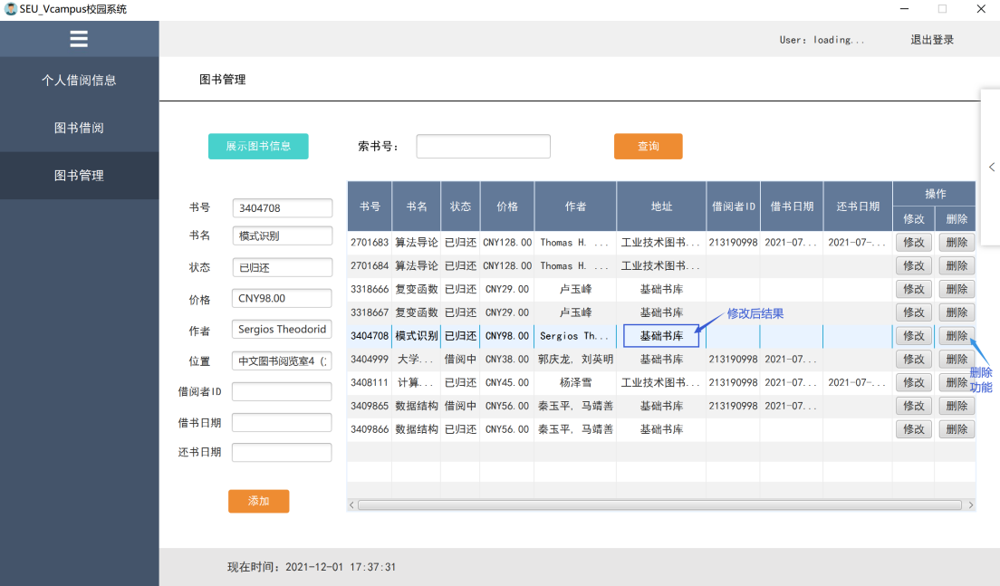 SEU_Vcampus校园系统
User: loading... 退出登录
个人借阅信息
图书借阅
图书管理
图书管理
展示图书信息 索书号： 查询
书号 3404708
书名 模式识别
状态 已归还
价格 CNY98.00
作者 Sergios Theodorid
位置 中文图书阅览室4（
借阅者ID
借书日期
还书日期
添加
书号 书名 状态 价格 作者 地址 借阅者ID 借书日期 还书日期 操作
修改 删除
2701683 算法导论 已归还 CNY128.00 Thomas H. ... 工业技术图书... 213190998 2021-07... 2021-07-... 修改 删除
2701684 算法导论 已归还 CNY128.00 Thomas H. ... 工业技术图书... 修改 删除
3318666 复变函数 已归还 CNY29.00 卢玉峰 基础书库 修改 删除
3318667 复变函数 已归还 CNY29.00 卢玉峰 基础书库 修改 删除
修改后结果
3404708 模式识别 已归还 CNY98.00 Sergios Th... 基础书库 修改 删除
3404999 大学... 借阅中 CNY38.00 郭庆龙, 刘英明 基础书库 213190998 2021-07... 修改 删除
3408111 计算... 已归还 CNY45.00 杨泽雪 工业技术图书... 213190998 2021-07... 2021-07-... 修改 删除
3409865 数据结构 借阅中 CNY56.00 秦玉平, 马靖善 基础书库 213190998 2021-07... 修改 删除
3409866 数据结构 已归还 CNY56.00 秦玉平, 马靖善 基础书库 修改 删除
删除
功能
现在时间：2021-12-01 17:37:31